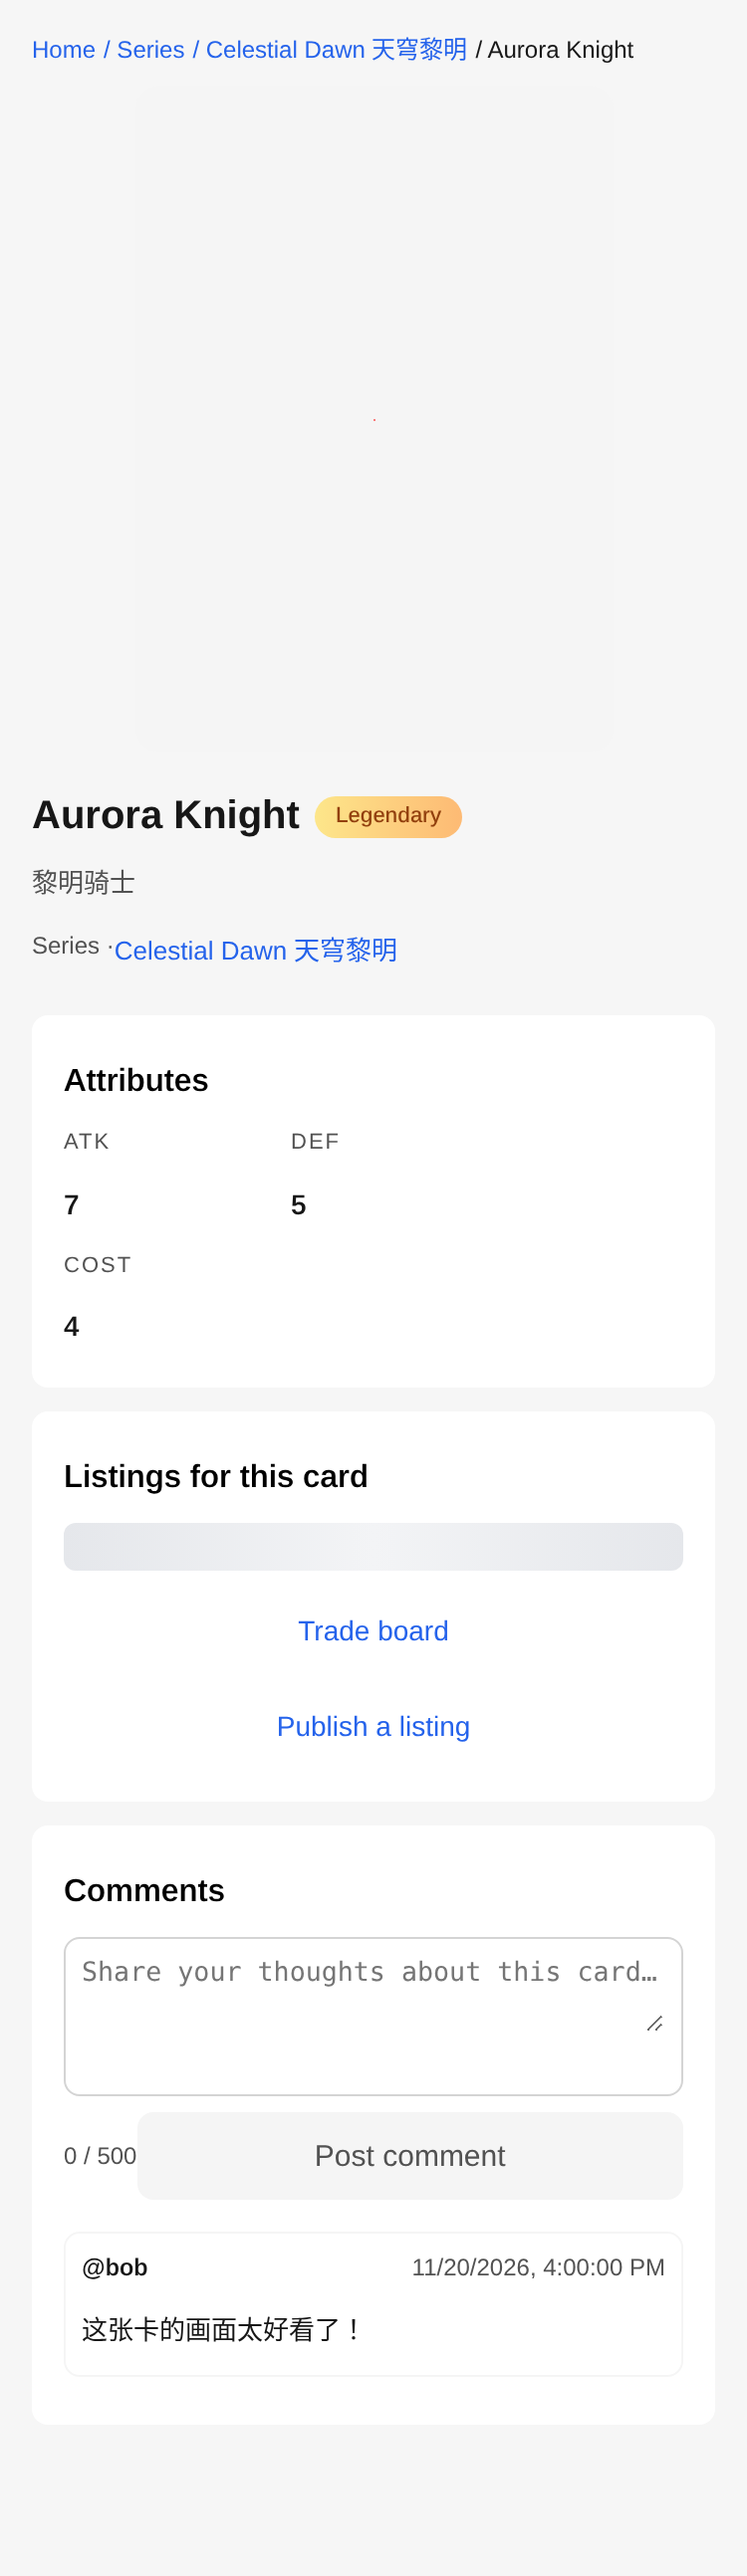 Home / Series / Celestial Dawn 天穹黎明 / Aurora Knight
Aurora Knight Legendary
黎明骑士
Series ·Celestial Dawn 天穹黎明
Attributes
ATK DEF
7 5
COST
4
Listings for this card
Trade board
Publish a listing
Comments
Share your thoughts about this card…
0 / 500 Post comment
@bob 11/20/2026, 4:00:00 PM
这张卡的画面太好看了！